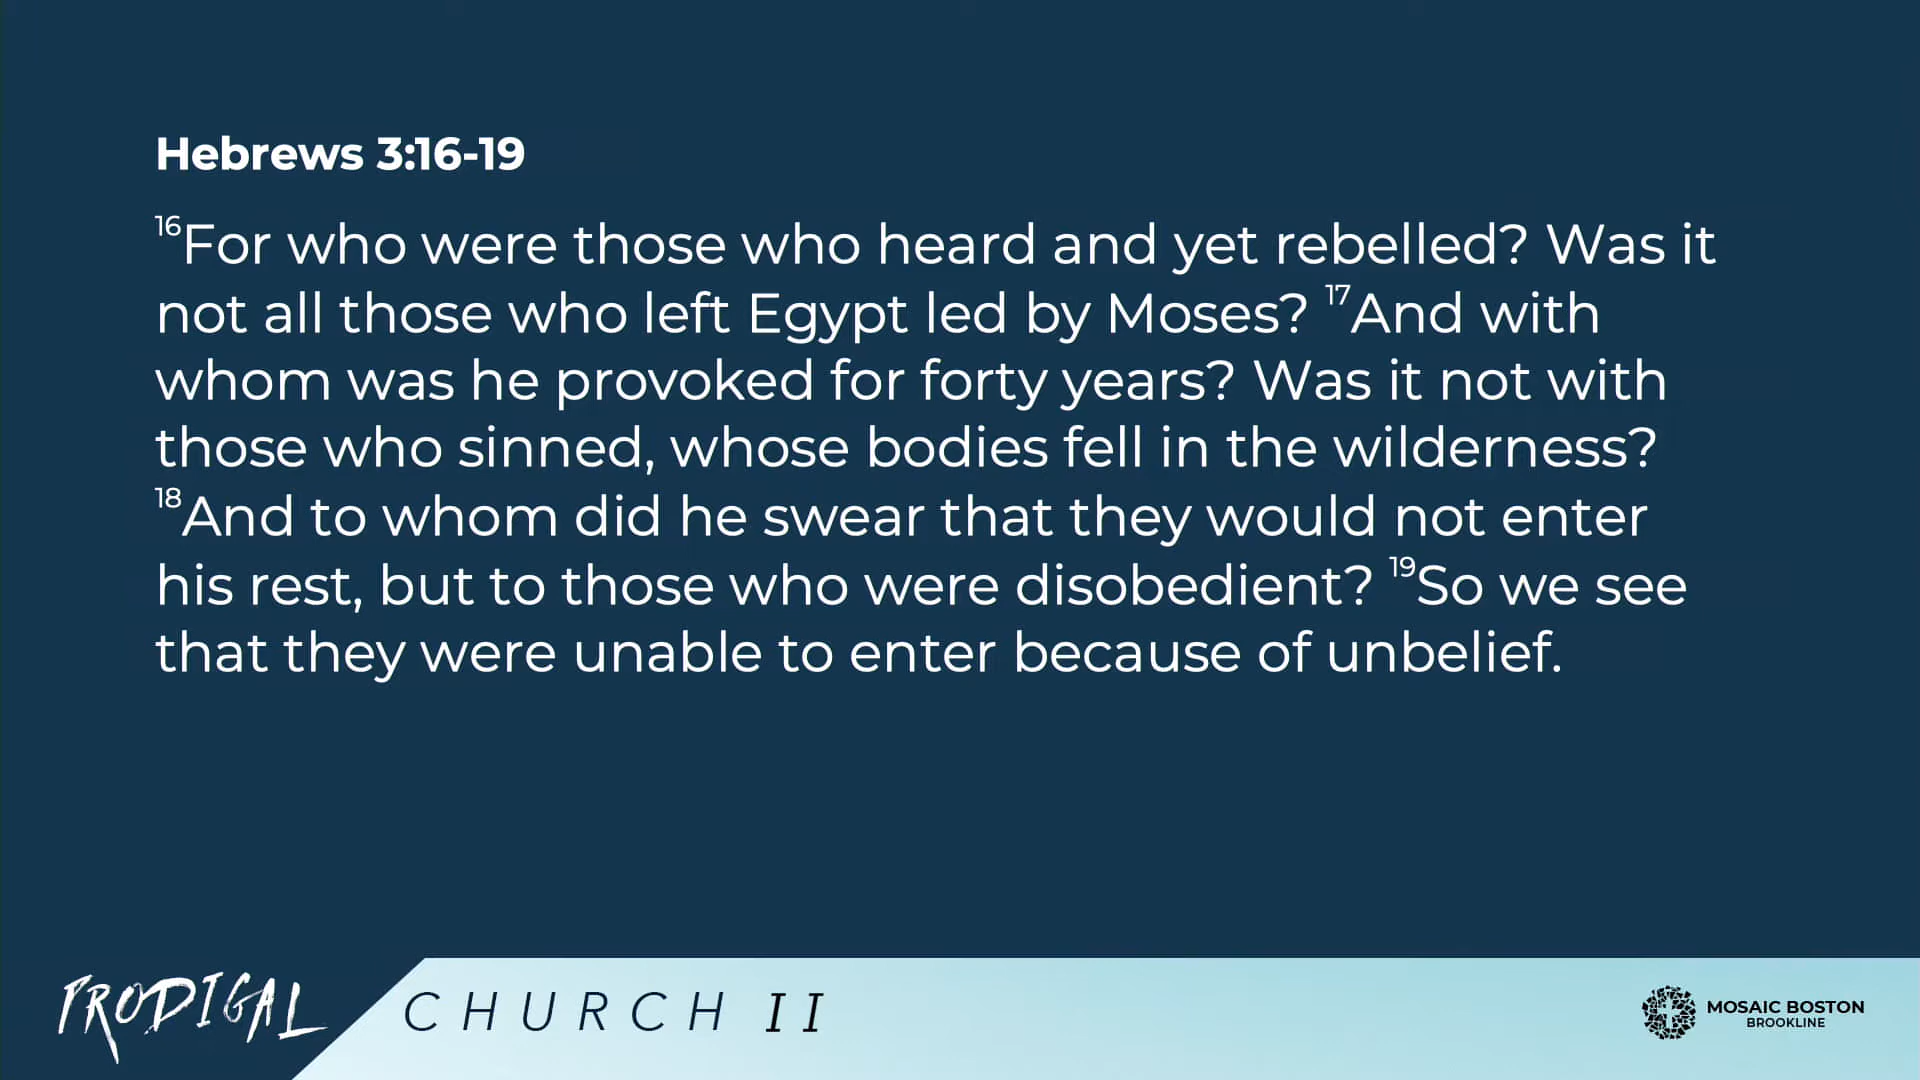 Hebrews 3:16-19
16For who were those who heard and yet rebelled? Was it
not all those who left Egypt led by Moses? 17And with
whom was he provoked for forty years? Was it not with
those who sinned, whose bodies fell in the wilderness?
18And to whom did he swear that they would not enter
his rest, but to those who were disobedient? 19So we see
that they were unable to enter because of unbelief.
PRODIGAL CHURCH II
MOSAIC BOSTON
BROOKLINE